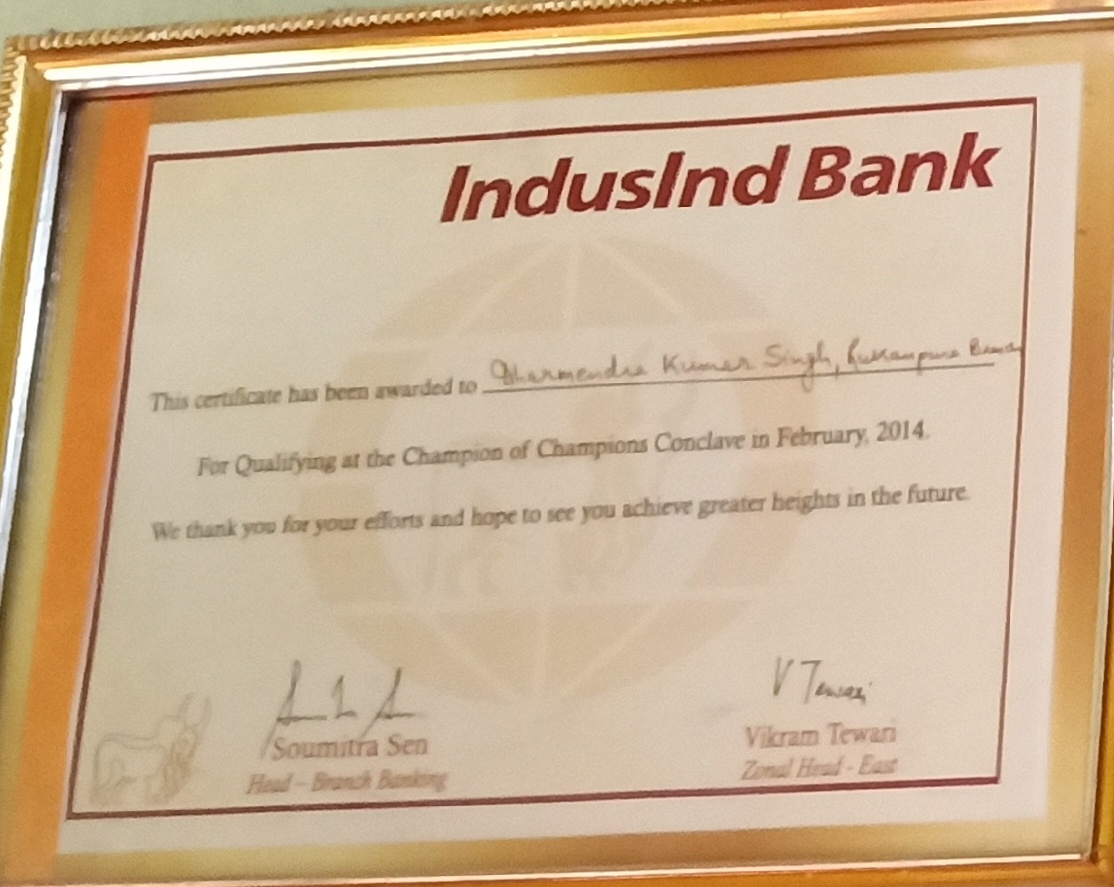 IndusInd Bank
This certificate has been awarded to Dharmendra Kumar Singh,
For Qualifying at the Champion of Champions Conclave in February, 2014.
We thank you for your efforts and hope to see you achieve greater heights in the future.
V Tewari
Soumitra Sen
Vikram Tewari
Head – Branch Banking
Zonal Head - East